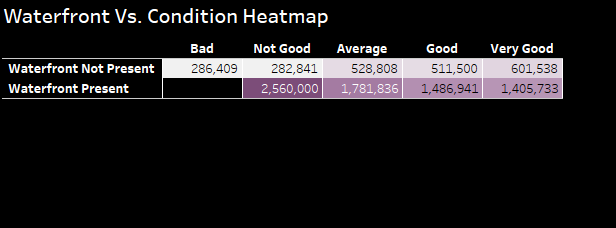 Waterfront Vs. Condition Heatmap
Bad Not Good Average Good Very Good
Waterfront Not Present 286,409 282,841 528,808 511,500 601,538
Waterfront Present 2,560,000 1,781,836 1,486,941 1,405,733